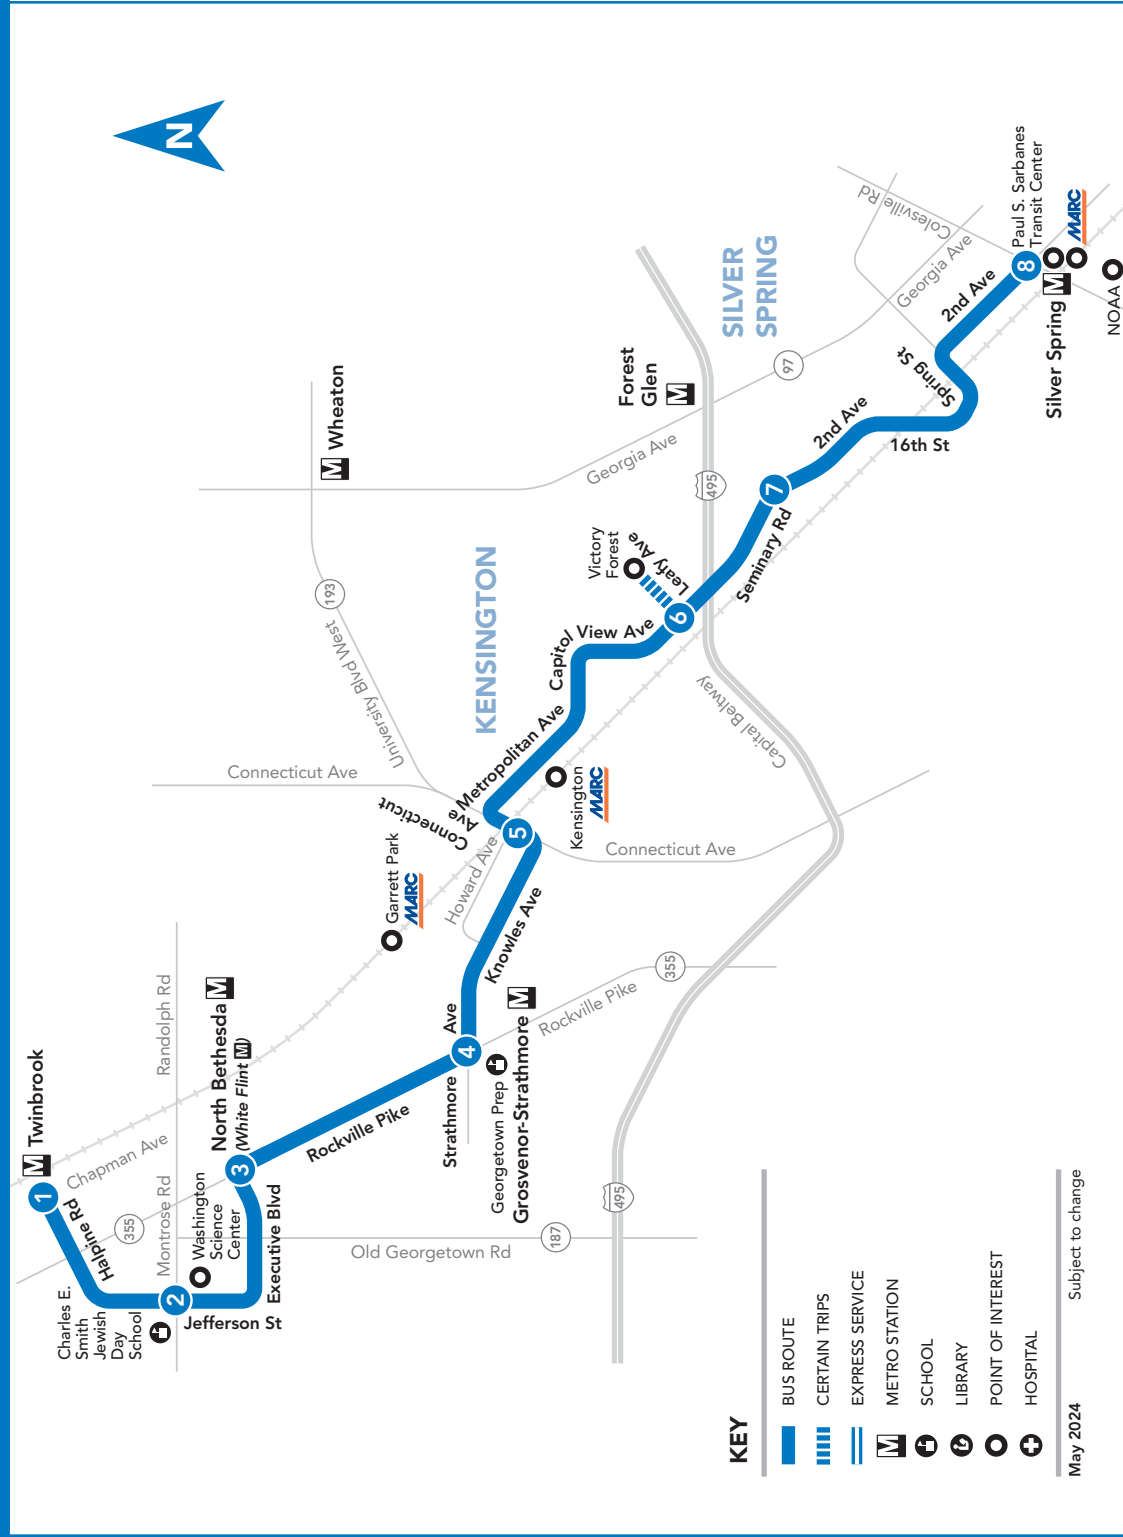 N
1
M Twinbrook
Halpine Rd
Chapman Ave
355
Charles E.
Smith
Jewish
Day
School
2
Jefferson St
Montrose Rd
Randolph Rd
Washington
Science
Center
Executive Blvd
3
North Bethesda M
(White Flint M)
Old Georgetown Rd
187
Rockville Pike
Strathmore Ave
4
Georgetown Prep
Grosvenor-Strathmore M
Rockville Pike
355
Garrett Park
MARC
Knowles Ave
Howard Ave
5
Connecticut
Ave
Connecticut Ave
Connecticut Ave
Kensington
MARC
University Blvd West
193
M Wheaton
KENSINGTON
Metropolitan Ave
Capitol View Ave
6
Leafy Ave
Victory
Forest
495
495
Capital Beltway
Georgia Ave
Forest
Glen
M
SILVER
SPRING
97
Seminary Rd
7
2nd Ave
16th St
Spring St
2nd Ave
Georgia Ave
Colesville Rd
8
Paul S. Sarbanes
Transit Center
Silver Spring M
MARC
NOAA
KEY
BUS ROUTE
CERTAIN TRIPS
EXPRESS SERVICE
M METRO STATION
SCHOOL
LIBRARY
POINT OF INTEREST
HOSPITAL
May 2024
Subject to change